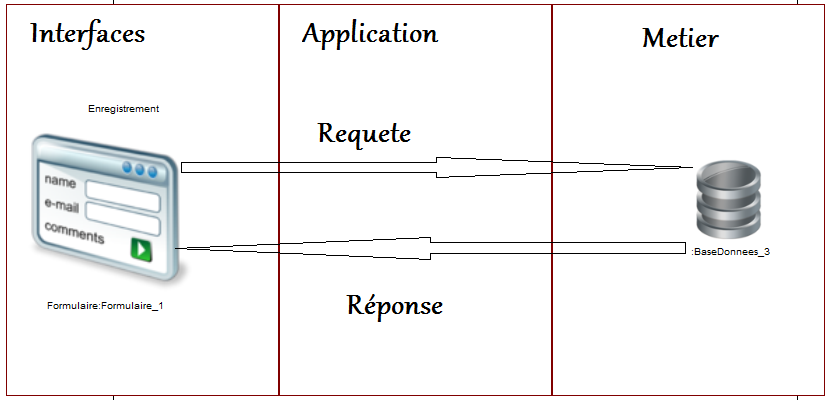 Interfaces
Application
Metier
Enregistrement
Requete
name
e-mail
comments
:BaseDonnees_3
Réponse
Formulaire:Formulaire_1